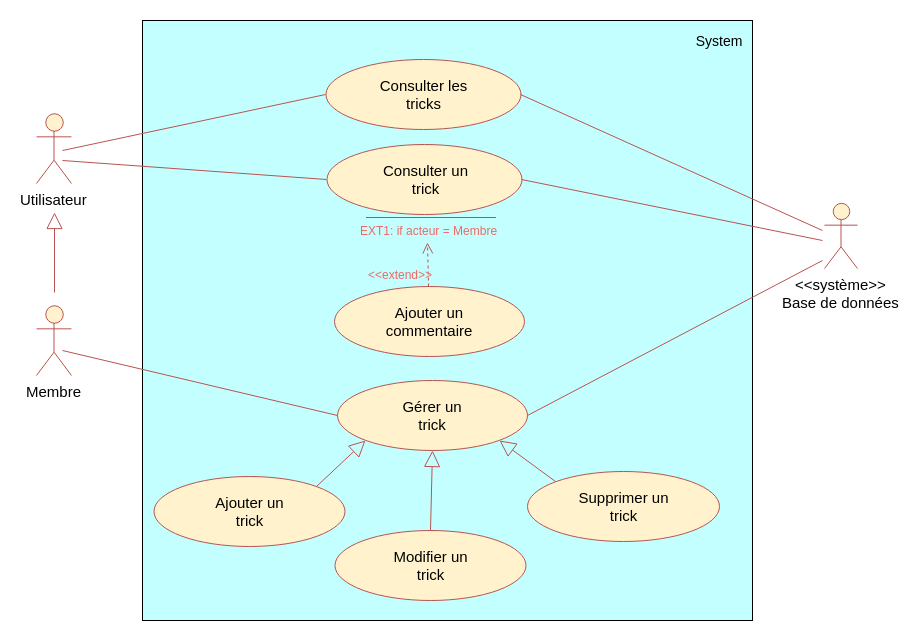 System
Consulter les
tricks
Consulter un
trick
Utilisateur
EXT1: if acteur = Membre
<<extend>>
<<système>>
Base de données
Ajouter un
commentaire
Membre
Gérer un
trick
Ajouter un
trick
Supprimer un
trick
Modifier un
trick